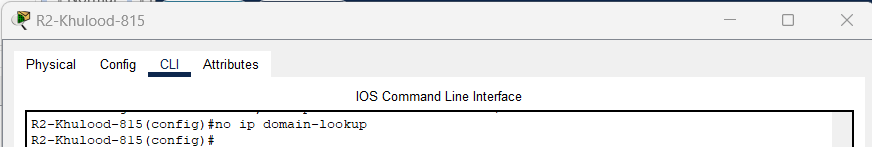 R2-Khulood-815
Physical Config CLI Attributes
IOS Command Line Interface
R2-Khulood-815(config)#no ip domain-lookup
R2-Khulood-815(config)#